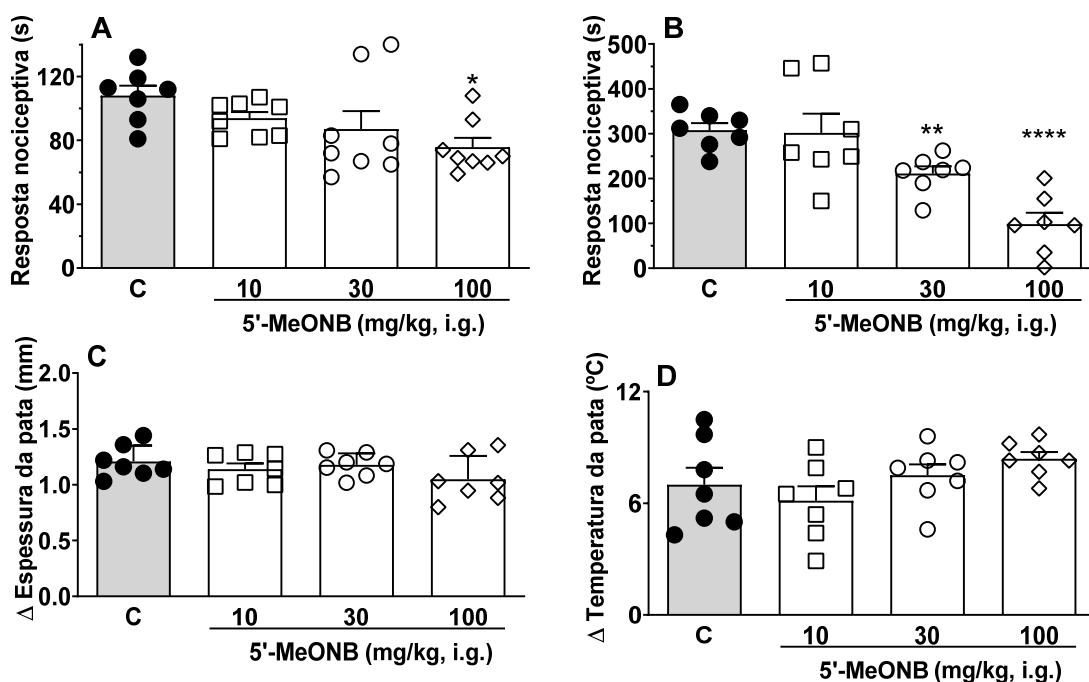 A
Resposta nociceptiva (s)
120
80
40
0
*
C
10
30
100
5'-MeONB (mg/kg, i.g.)
B
Resposta nociceptiva (s)
500
400
300
200
100
0
**
****
C
10
30
100
5'-MeONB (mg/kg, i.g.)
C
Δ Espessura da pata (mm)
2.0
1.5
1.0
0.5
0.0
C
10
30
100
5'-MeONB (mg/kg, i.g.)
D
Δ Temperatura da pata (ºC)
12
6
0
C
10
30
100
5'-MeONB (mg/kg, i.g.)